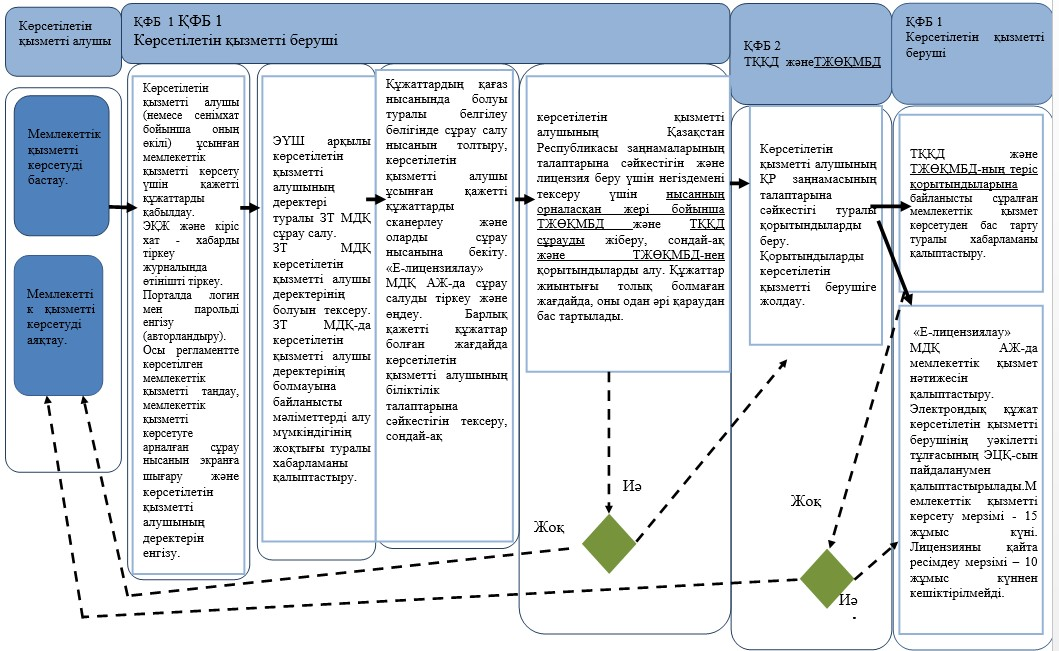 Көрсетілетін
қызметті алушы
ҚФБ 1 ҚФБ 1
Көрсетілетін қызметті беруші
ҚФБ 2
ТҚҚД жәнеТЖӨҚМБД
ҚФБ 1
Көрсетілетін қызметті
беруші
Мемлекеттік
қызметті
көрсетуді
бастау.
Мемлекетті
к қызметті
көрсетуді
аяқтау.
Көрсетілетін
қызметті алушы
(немесе сенімхат
бойынша оның
өкілі) ұсынған
мемлекеттік
қызметті көрсету
үшін қажетті
құжаттарды
қабылдау.
ЭҚЖ және кіріс
хат - хабарды
тіркеу
журналында
өтінішті тіркеу.
Порталда логин
мен парольді
енгізу
(авторландыру).
Осы регламентте
көрсетілген
мемлекеттік
қызметті таңдау,
мемлекеттік
қызметті
көрсетуге
арналған сұрау
нысанын экранға
шығару және
көрсетілетін
қызметті
алушының
деректерін
енгізу.
ЭҮШ арқылы
көрсетілетін
қызметті
алушының
деректері
туралы ЗТ МДҚ
сұрау салу.
ЗТ МДҚ
көрсетілетін
қызметті алушы
деректерінің
болуын тексеру.
ЗТ МДК-да
көрсетілетін
қызметті алушы
деректерінің
болмауына
байланысты
мәліметтерді алу
мүмкіндігінің
жоқтығы туралы
хабарламаны
қалыптастыру.
Құжаттардың қағаз
нысанында болуы
туралы белгілеу
бөлігінде сұрау салу
нысанын толтыру,
көрсетілетін
қызметті алушы
ұсынған қажетті
құжаттарды
сканерлеу және
оларды сұрау
нысанына бекіту.
«Е-лицензиялау»
МДҚ АЖ-да сұрау
салуды тіркеу және
өңдеу. Барлық
қажетті құжаттар
болған жағдайда
көрсетілетін
қызметті алушының
біліктілік
талаптарына
сәйкестігін тексеру,
сондай-ақ
көрсетілетін қызметті
алушының Қазақстан
Республикасы заңнамаларының
талаптарына сәйкестігін және
лицензия беру үшін негіздемені
тексеру үшін нысанның
орналасқан жері бойынша
ТЖӨҚМБД және ТҚҚД
сұрауды жіберу, сондай-ақ
және ТЖӨҚМБД-нен
қорытындыларды алу. Құжаттар
жиынтығы толық болмаған
жағдайда, оны одан әрі қараудан
бас тартылады.
Көрсетілетін
қызметті алушының
ҚР заңнамасының
талаптарына
сәйкестігі туралы
қорытындыларды
беру.
Қорытындыларды
көрсетілетін
қызметті берушіге
жолдау.
ТҚҚД және
ТЖӨҚМБД-ның теріс
қорытындыларына
байланысты сұралған
мемлекеттік қызмет
көрсетуден бас тарту
туралы хабарламаны
қалыптастыру.
«Е-лицензиялау»
МДҚ АЖ-да
мемлекеттік қызмет
нәтижесін
қалыптастыру.
Электрондық құжат
көрсетілетін қызметті
берушінің уәкілетті
тұлғасының ЭЦҚ-сын
пайдаланумен
қалыптастырылады.М
емлекеттік қызметті
көрсету мерзімі - 15
жұмыс күні.
Лицензияны қайта
ресімдеу мерзімі – 10
жұмыс күннен
кешіктірілмейді.
Иә
Жоқ
Жоқ
Иә
.